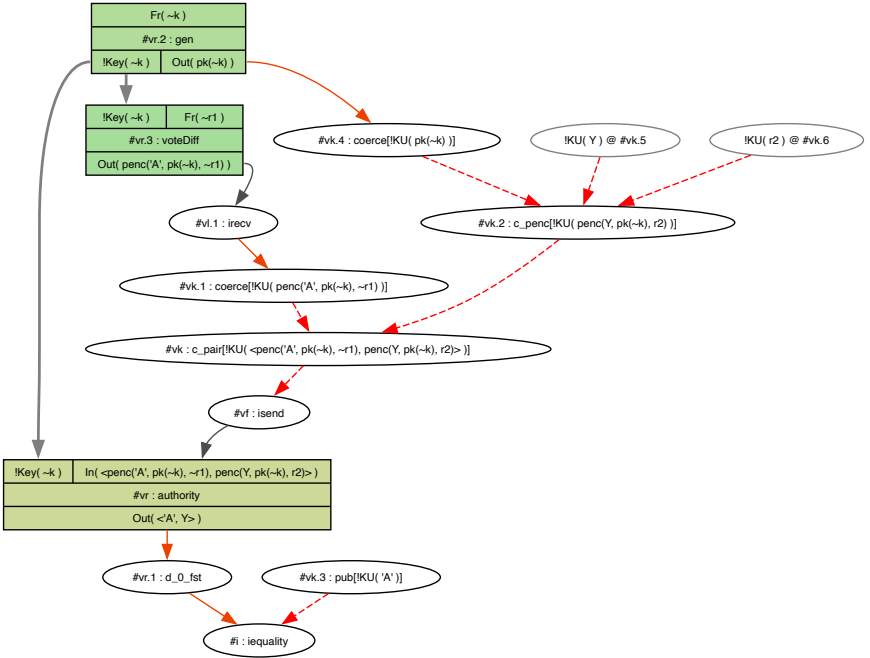 Fr( ~k )
#vr.2 : gen
!Key( ~k ) Out( pk(~k) )
!Key( ~k ) Fr( ~r1 )
#vr.3 : voteDiff
Out( penc('A', pk(~k), ~r1) )
#vk.4 : coerce[!KU( pk(~k) )]
!KU( Y ) @ #vk.5
!KU( r2 ) @ #vk.6
#vl.1 : irecv
#vk.2 : c_penc[!KU( penc(Y, pk(~k), r2) )]
#vk.1 : coerce[!KU( penc('A', pk(~k), ~r1) )]
#vk : c_pair[!KU( <penc('A', pk(~k), ~r1), penc(Y, pk(~k), r2)> )]
#vf : isend
!Key( ~k ) In( <penc('A', pk(~k), ~r1), penc(Y, pk(~k), r2)> )
#vr : authority
Out( <'A', Y> )
#vr.1 : d_0_fst
#vk.3 : pub[!KU( 'A' )]
#i : iequality